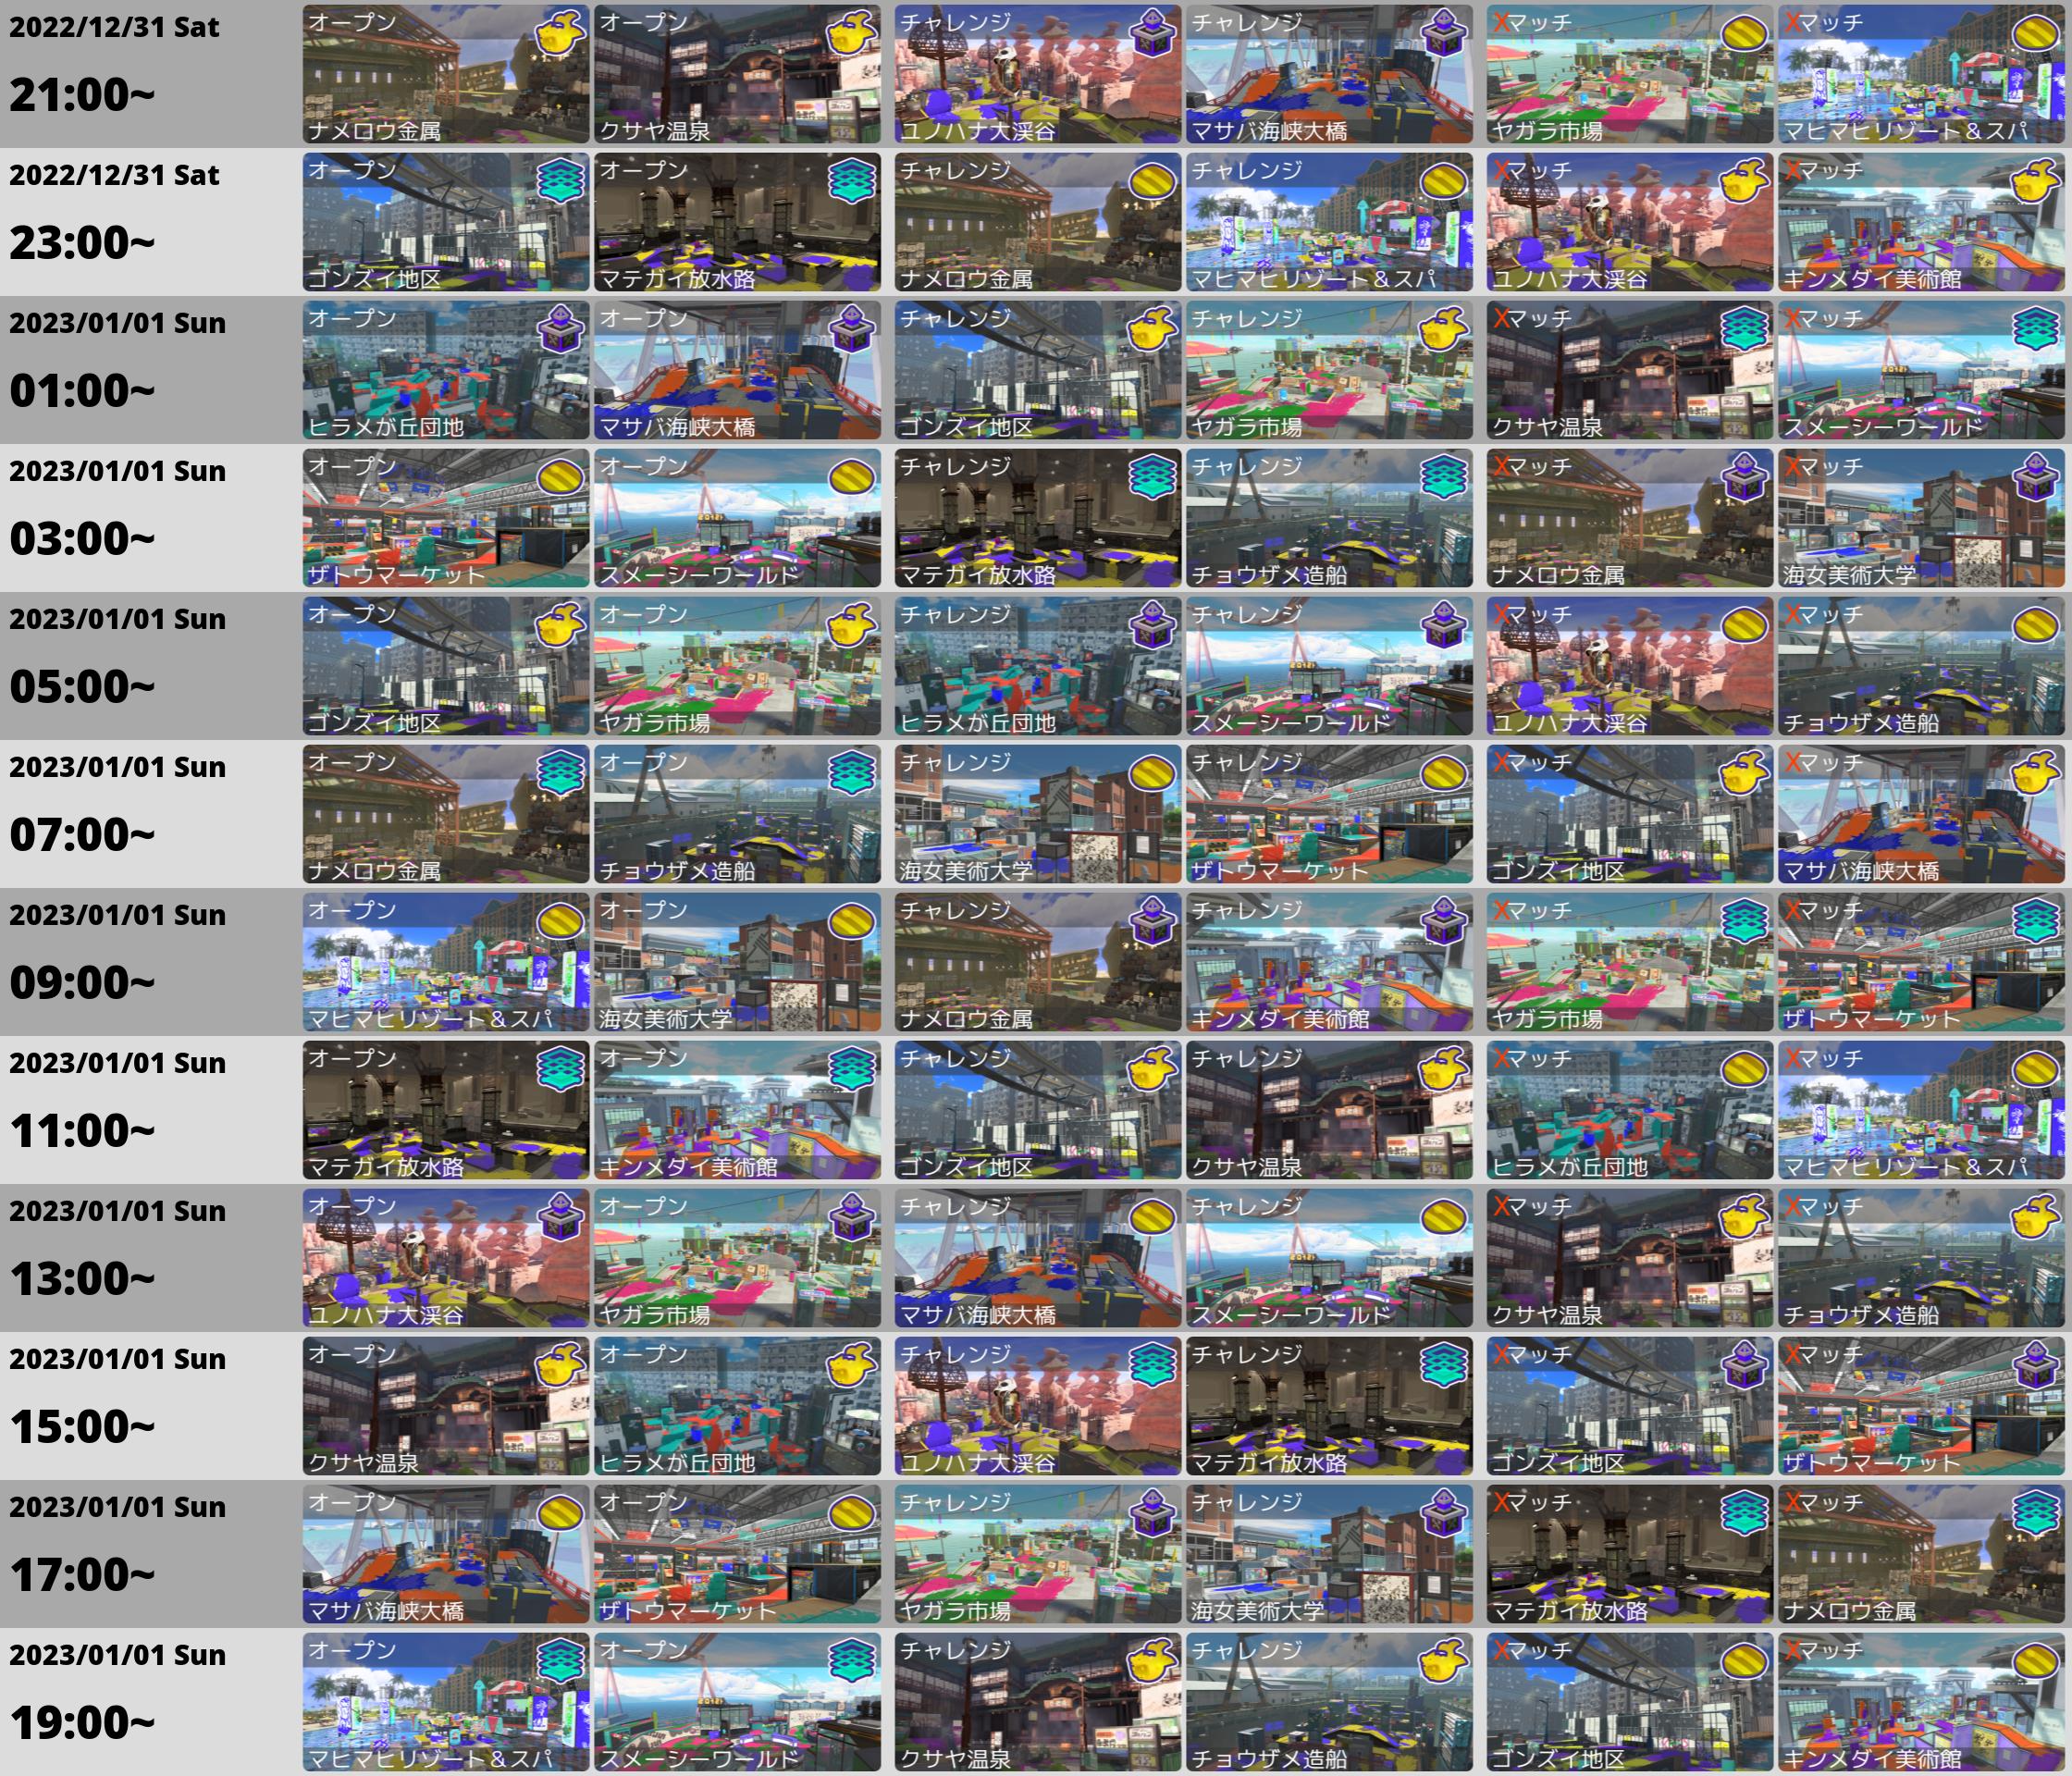 2022/12/31 Sat
21:00~
オープン オープン チャレンジ チャレンジ Xマッチ Xマッチ
ナメロウ金属 クサヤ温泉 ユノハナ大渓谷 マサバ海峡大橋 ヤガラ市場 マヒマヒリゾート＆スパ
2022/12/31 Sat
23:00~
オープン オープン チャレンジ チャレンジ Xマッチ Xマッチ
ゴンズイ地区 マテガイ放水路 ナメロウ金属 マヒマヒリゾート＆スパ ユノハナ大渓谷 キンメダイ美術館
2023/01/01 Sun
01:00~
オープン オープン チャレンジ チャレンジ Xマッチ Xマッチ
ヒラメが丘団地 マサバ海峡大橋 ゴンズイ地区 ヤガラ市場 クサヤ温泉 スメーシーワールド
2023/01/01 Sun
03:00~
オープン オープン チャレンジ チャレンジ Xマッチ Xマッチ
ザトウマーケット スメーシーワールド マテガイ放水路 チョウザメ造船 ナメロウ金属 海女美術大学
2023/01/01 Sun
05:00~
オープン オープン チャレンジ チャレンジ Xマッチ Xマッチ
ゴンズイ地区 ヤガラ市場 ヒラメが丘団地 スメーシーワールド ユノハナ大渓谷 チョウザメ造船
2023/01/01 Sun
07:00~
オープン オープン チャレンジ チャレンジ Xマッチ Xマッチ
ナメロウ金属 チョウザメ造船 海女美術大学 ザトウマーケット ゴンズイ地区 マサバ海峡大橋
2023/01/01 Sun
09:00~
オープン オープン チャレンジ チャレンジ Xマッチ Xマッチ
マヒマヒリゾート＆スパ 海女美術大学 ナメロウ金属 キンメダイ美術館 ヤガラ市場 ザトウマーケット
2023/01/01 Sun
11:00~
オープン オープン チャレンジ チャレンジ Xマッチ Xマッチ
マテガイ放水路 キンメダイ美術館 ゴンズイ地区 クサヤ温泉 ヒラメが丘団地 マヒマヒリゾート＆スパ
2023/01/01 Sun
13:00~
オープン オープン チャレンジ チャレンジ Xマッチ Xマッチ
ユノハナ大渓谷 ヤガラ市場 マサバ海峡大橋 スメーシーワールド クサヤ温泉 チョウザメ造船
2023/01/01 Sun
15:00~
オープン オープン チャレンジ チャレンジ Xマッチ Xマッチ
クサヤ温泉 ヒラメが丘団地 ユノハナ大渓谷 マテガイ放水路 ゴンズイ地区 ザトウマーケット
2023/01/01 Sun
17:00~
オープン オープン チャレンジ チャレンジ Xマッチ Xマッチ
マサバ海峡大橋 ザトウマーケット ヤガラ市場 海女美術大学 マテガイ放水路 ナメロウ金属
2023/01/01 Sun
19:00~
オープン オープン チャレンジ チャレンジ Xマッチ Xマッチ
マヒマヒリゾート＆スパ スメーシーワールド クサヤ温泉 チョウザメ造船 ゴンズイ地区 キンメダイ美術館